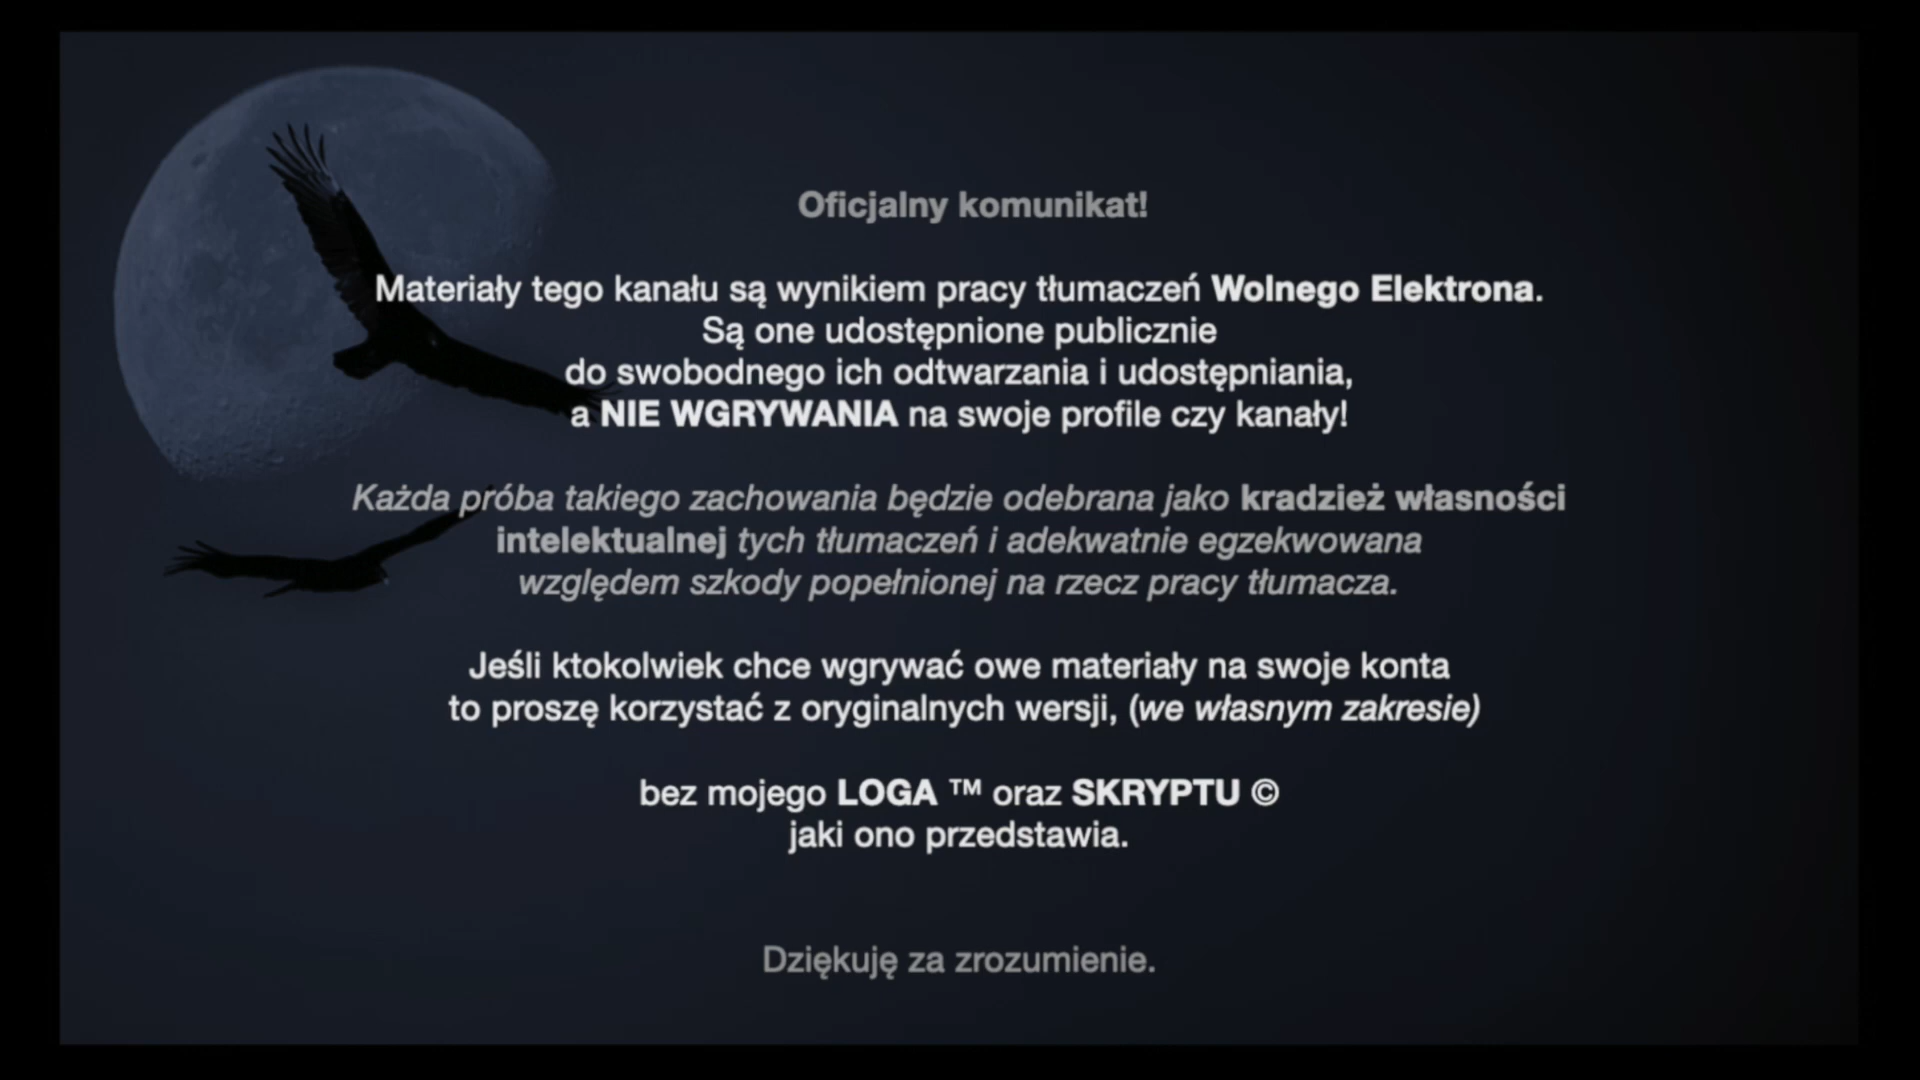 Oficjalny komunikat!
Materiały tego kanału są wynikiem pracy tłumaczeń Wolnego Elektrona.
Są one udostępnione publicznie
do swobodnego ich odtwarzania i udostępniania,
a NIE WGRYWANIA na swoje profile czy kanały!
Każda próba takiego zachowania będzie odebrana jako kradzież własności
intelektualnej tych tłumaczeń i adekwatnie egzekwowana
względem szkody popełnionej na rzecz pracy tłumacza.
Jeśli ktokolwiek chce wgrywać owe materiały na swoje konta
to proszę korzystać z oryginalnych wersji, (we własnym zakresie)
bez mojego LOGA ™ oraz SKRYPTU ©
jaki ono przedstawia.
Dziękuję za zrozumienie.